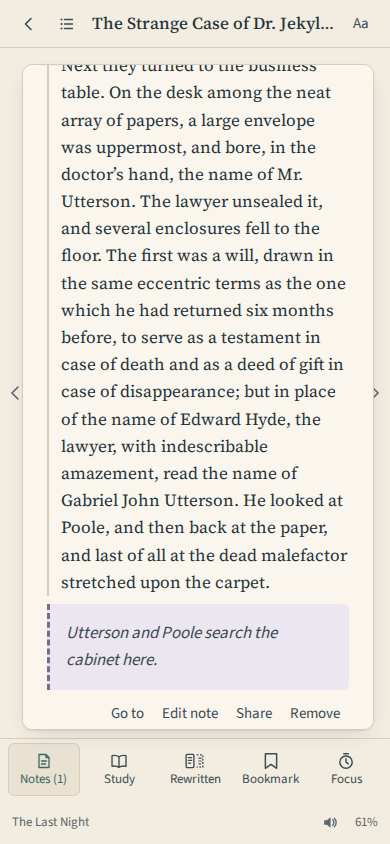 The Strange Case of Dr. Jekyl...
Aa
Next they turned to the business
table. On the desk among the neat
array of papers, a large envelope
was uppermost, and bore, in the
doctor’s hand, the name of Mr.
Utterson. The lawyer unsealed it,
and several enclosures fell to the
floor. The first was a will, drawn in
the same eccentric terms as the one
which he had returned six months
before, to serve as a testament in
case of death and as a deed of gift in
case of disappearance; but in place
of the name of Edward Hyde, the
lawyer, with indescribable
amazement, read the name of
Gabriel John Utterson. He looked at
Poole, and then back at the paper,
and last of all at the dead malefactor
stretched upon the carpet.
Utterson and Poole search the
cabinet here.
Go to Edit note Share Remove
Notes (1) Study Rewritten Bookmark Focus
The Last Night 61%